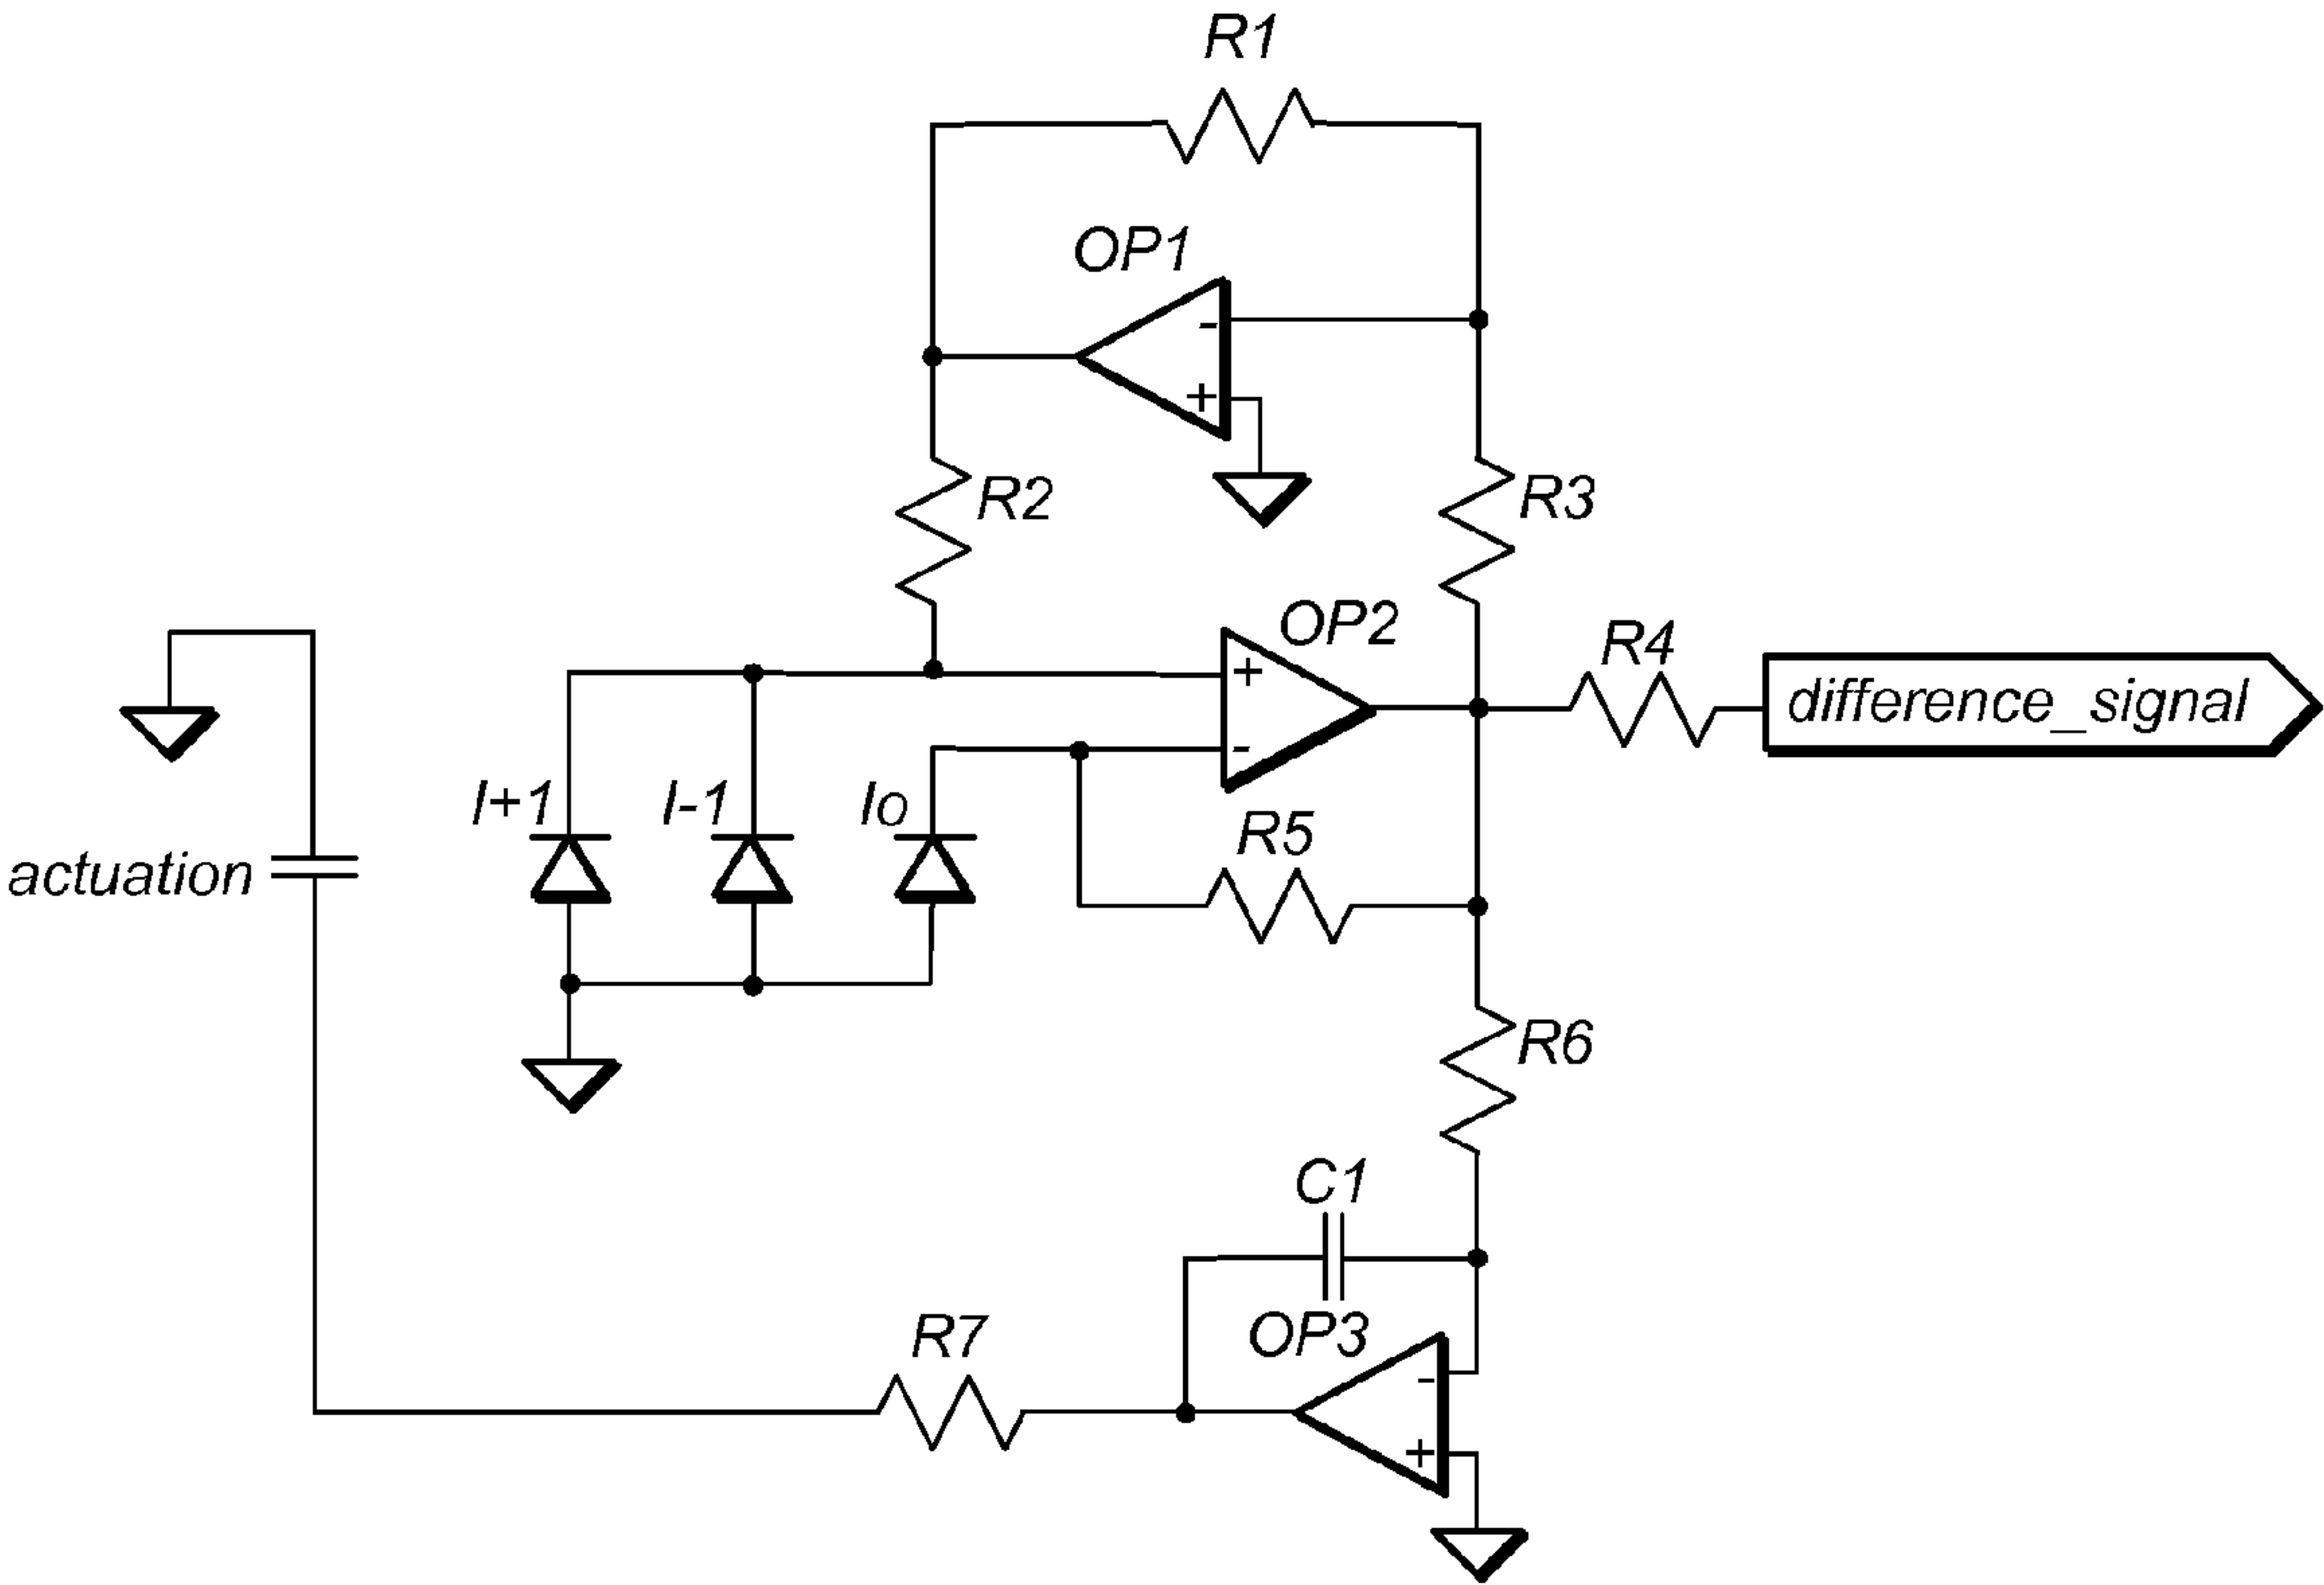 R1
OP1
-
+
R2
R3
OP2
+
-
R4
difference_signal
I+1
I-1
Io
R5
actuation
R6
C1
OP3
R7
-
+